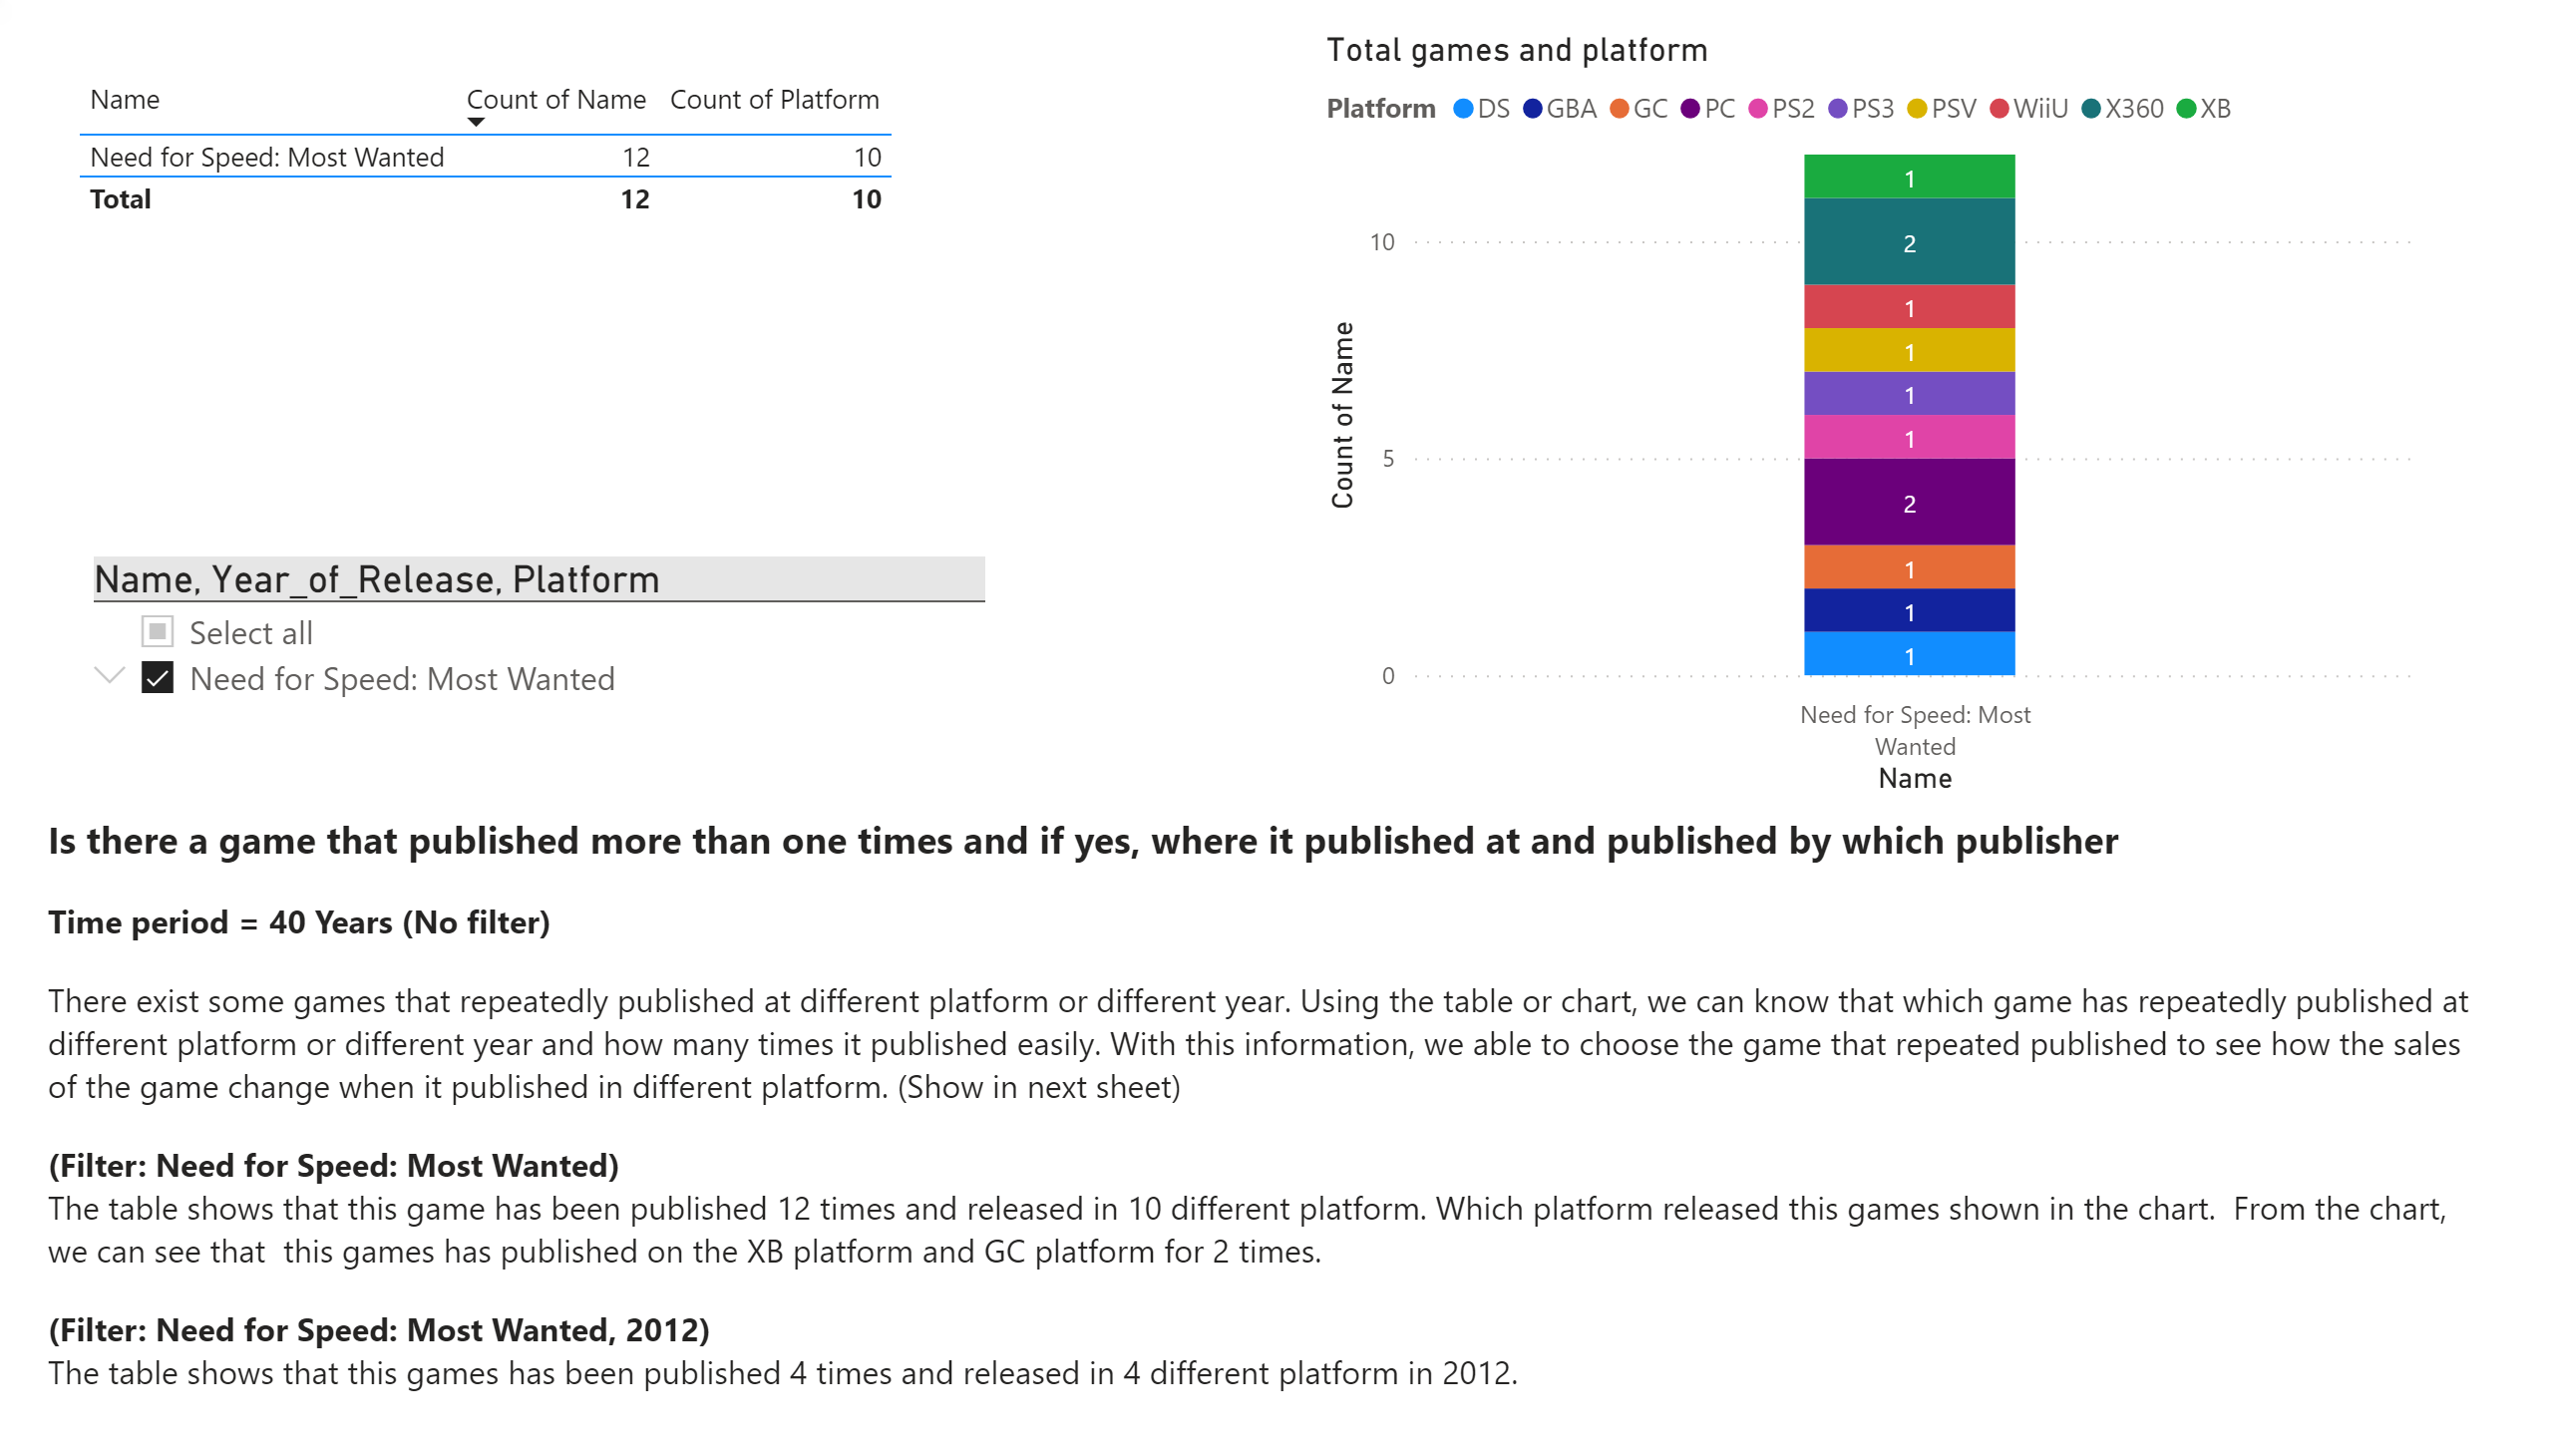 Name Count of Name Count of Platform
Need for Speed: Most Wanted 12 10
Total 12 10
Name, Year_of_Release, Platform
Select all
Need for Speed: Most Wanted
Total games and platform
Platform DS GBA GC PC PS2 PS3 PSV WiiU X360 XB
Count of Name
10
5
0
1
2
1
1
1
1
2
1
1
1
Need for Speed: Most
Wanted
Name
Is there a game that published more than one times and if yes, where it published at and published by which publisher
Time period = 40 Years (No filter)
There exist some games that repeatedly published at different platform or different year. Using the table or chart, we can know that which game has repeatedly published at
different platform or different year and how many times it published easily. With this information, we able to choose the game that repeated published to see how the sales
of the game change when it published in different platform. (Show in next sheet)
(Filter: Need for Speed: Most Wanted)
The table shows that this game has been published 12 times and released in 10 different platform. Which platform released this games shown in the chart.  From the chart,
we can see that  this games has published on the XB platform and GC platform for 2 times.
(Filter: Need for Speed: Most Wanted, 2012)
The table shows that this games has been published 4 times and released in 4 different platform in 2012.